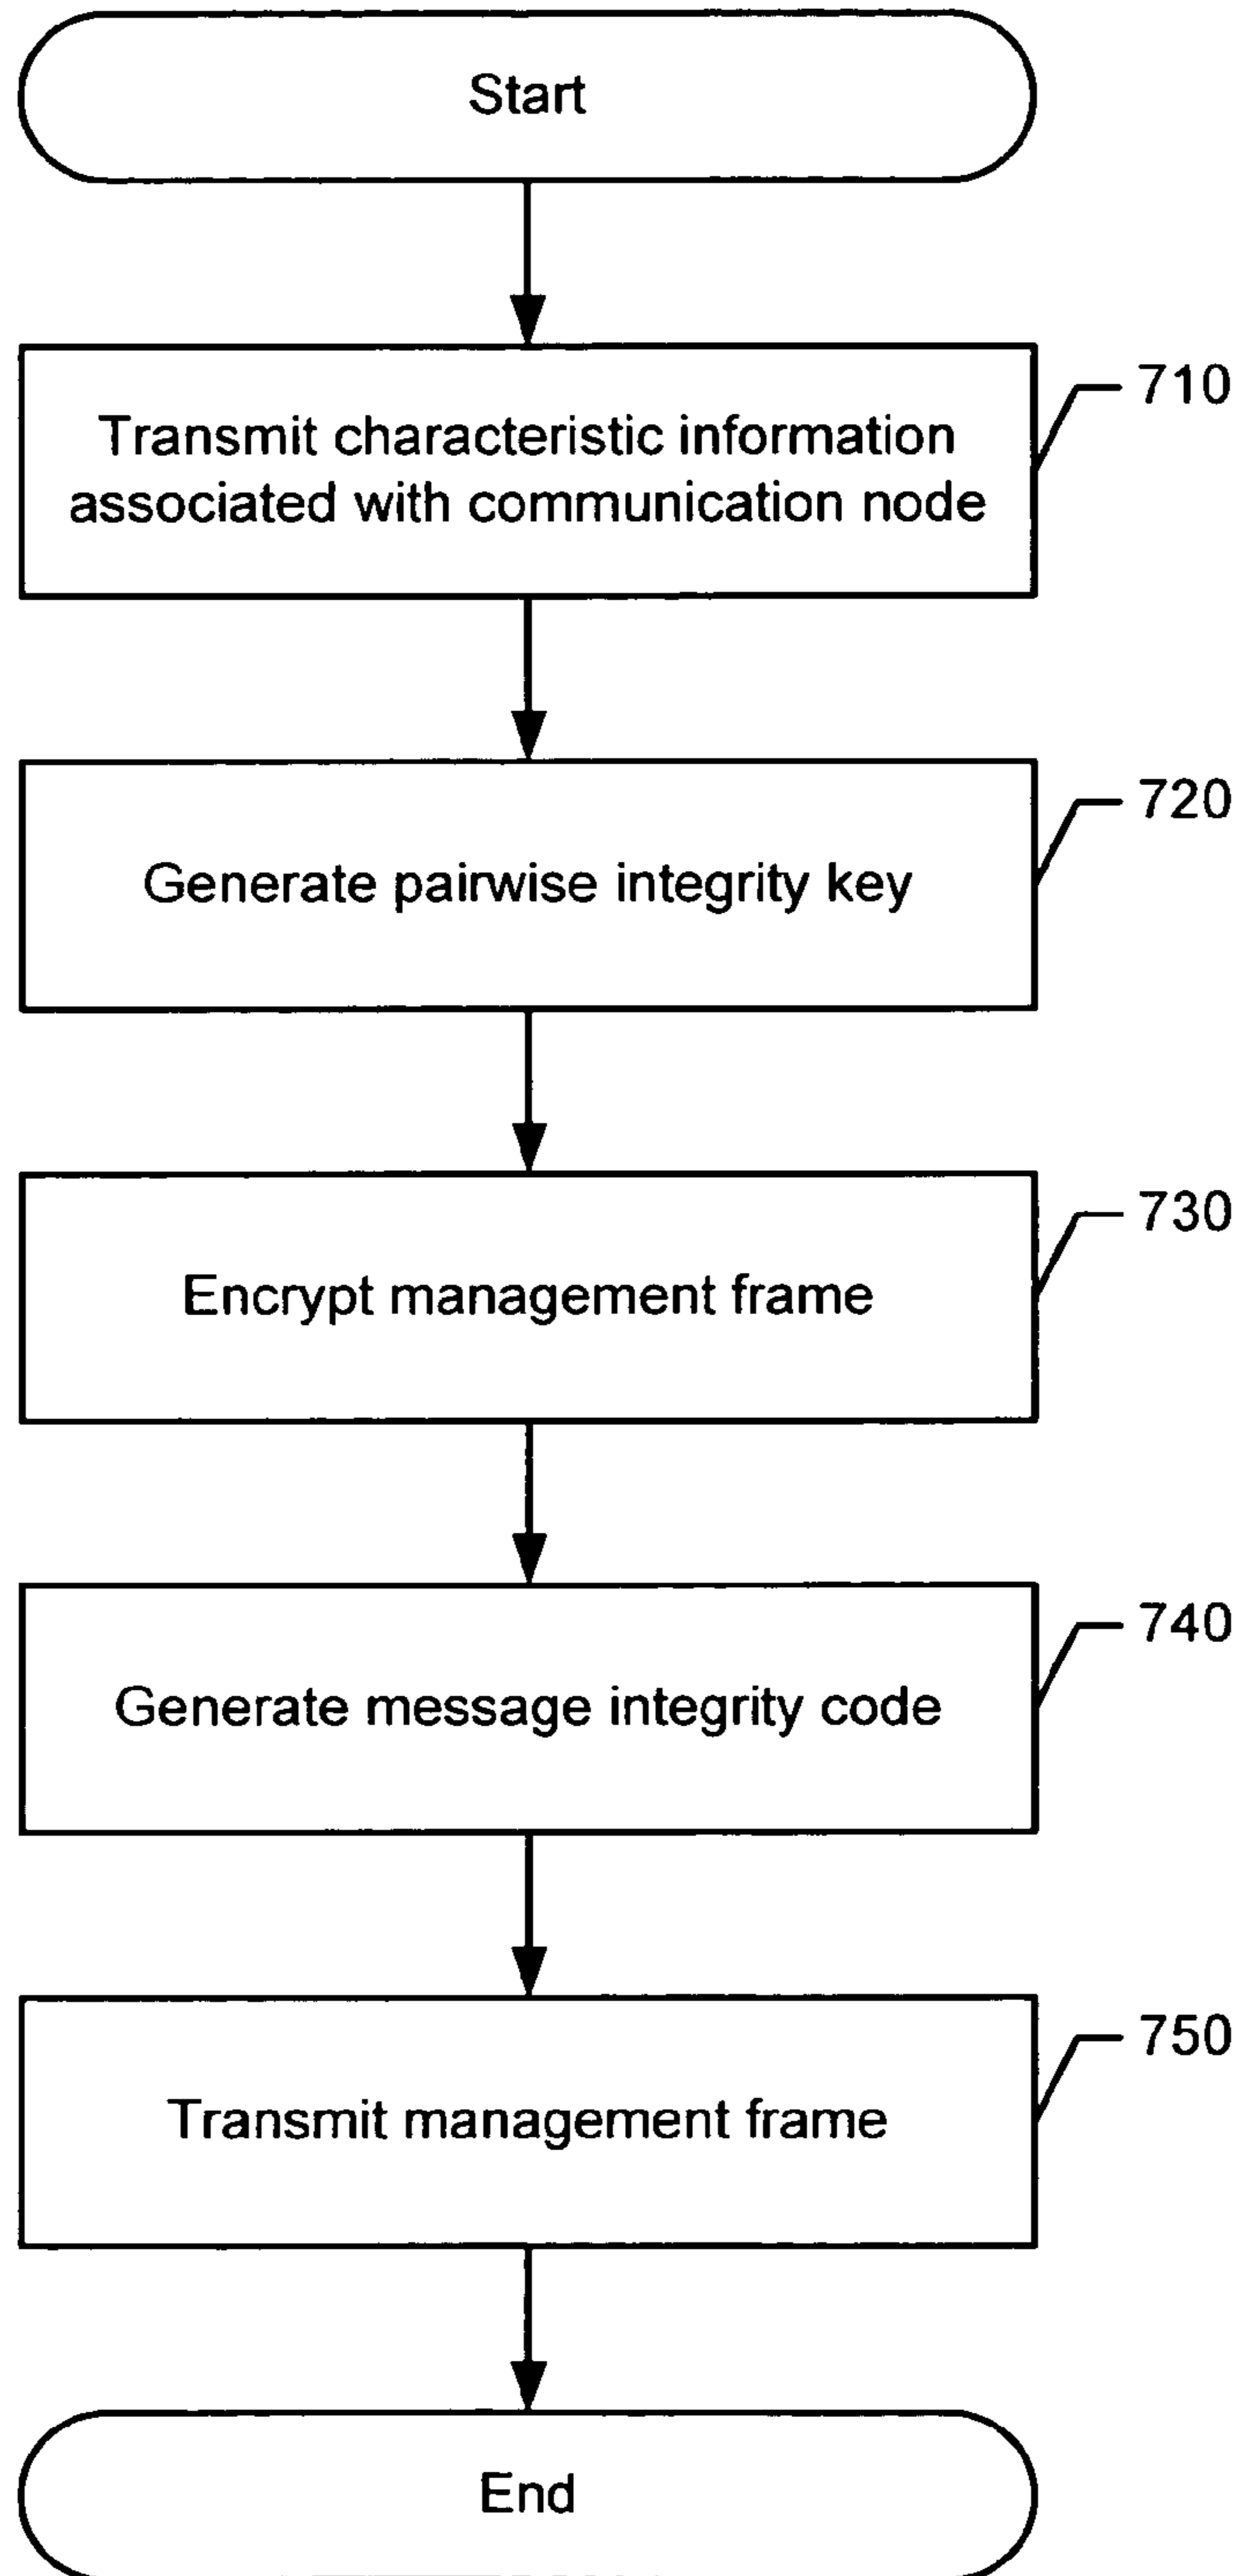 Start
710
Transmit characteristic information
associated with communication node
720
Generate pairwise integrity key
730
Encrypt management frame
740
Generate message integrity code
750
Transmit management frame
End